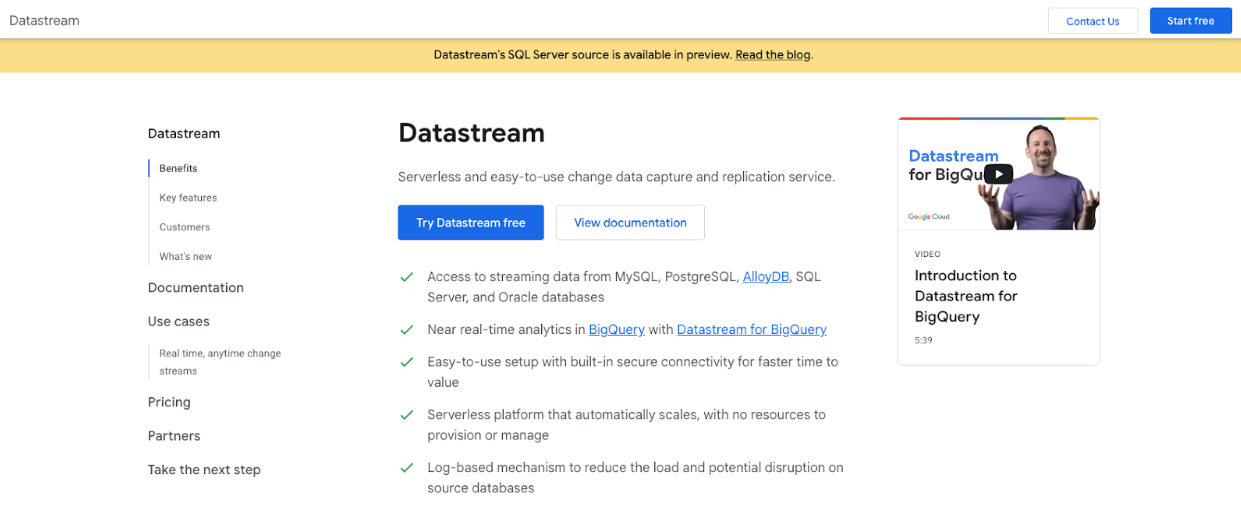 Datastream
Contact Us
Start free
Datastream's SQL Server source is available in preview. Read the blog.
Datastream
Benefits
Key features
Customers
What's new
Documentation
Use cases
Real time, anytime change
streams
Pricing
Partners
Take the next step
Datastream
Serverless and easy-to-use change data capture and replication service.
Try Datastream free
View documentation
Access to streaming data from MySQL, PostgreSQL, AlloyDB, SQL
Server, and Oracle databases
Near real-time analytics in BigQuery with Datastream for BigQuery
Easy-to-use setup with built-in secure connectivity for faster time to
value
Serverless platform that automatically scales, with no resources to
provision or manage
Log-based mechanism to reduce the load and potential disruption on
source databases
Datastream
for
Google Cloud
VIDEO
Introduction to
Datastream for
BigQuery
5:39